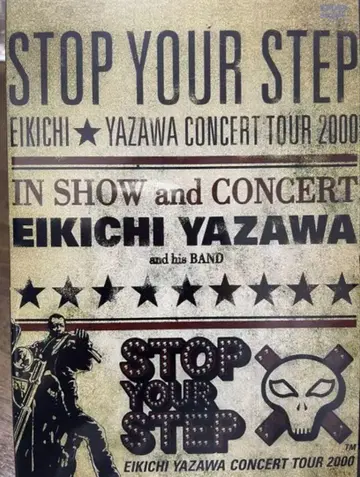 DVD
STOP YOUR STEP
EIKICHI★YAZAWA CONCERT TOUR 2000
IN SHOW and CONCERT
EIKICHI YAZAWA
and his BAND
★★★★★★★★★
STOP
YOUR
STEP
TM
EIKICHI YAZAWA CONCERT TOUR 2000